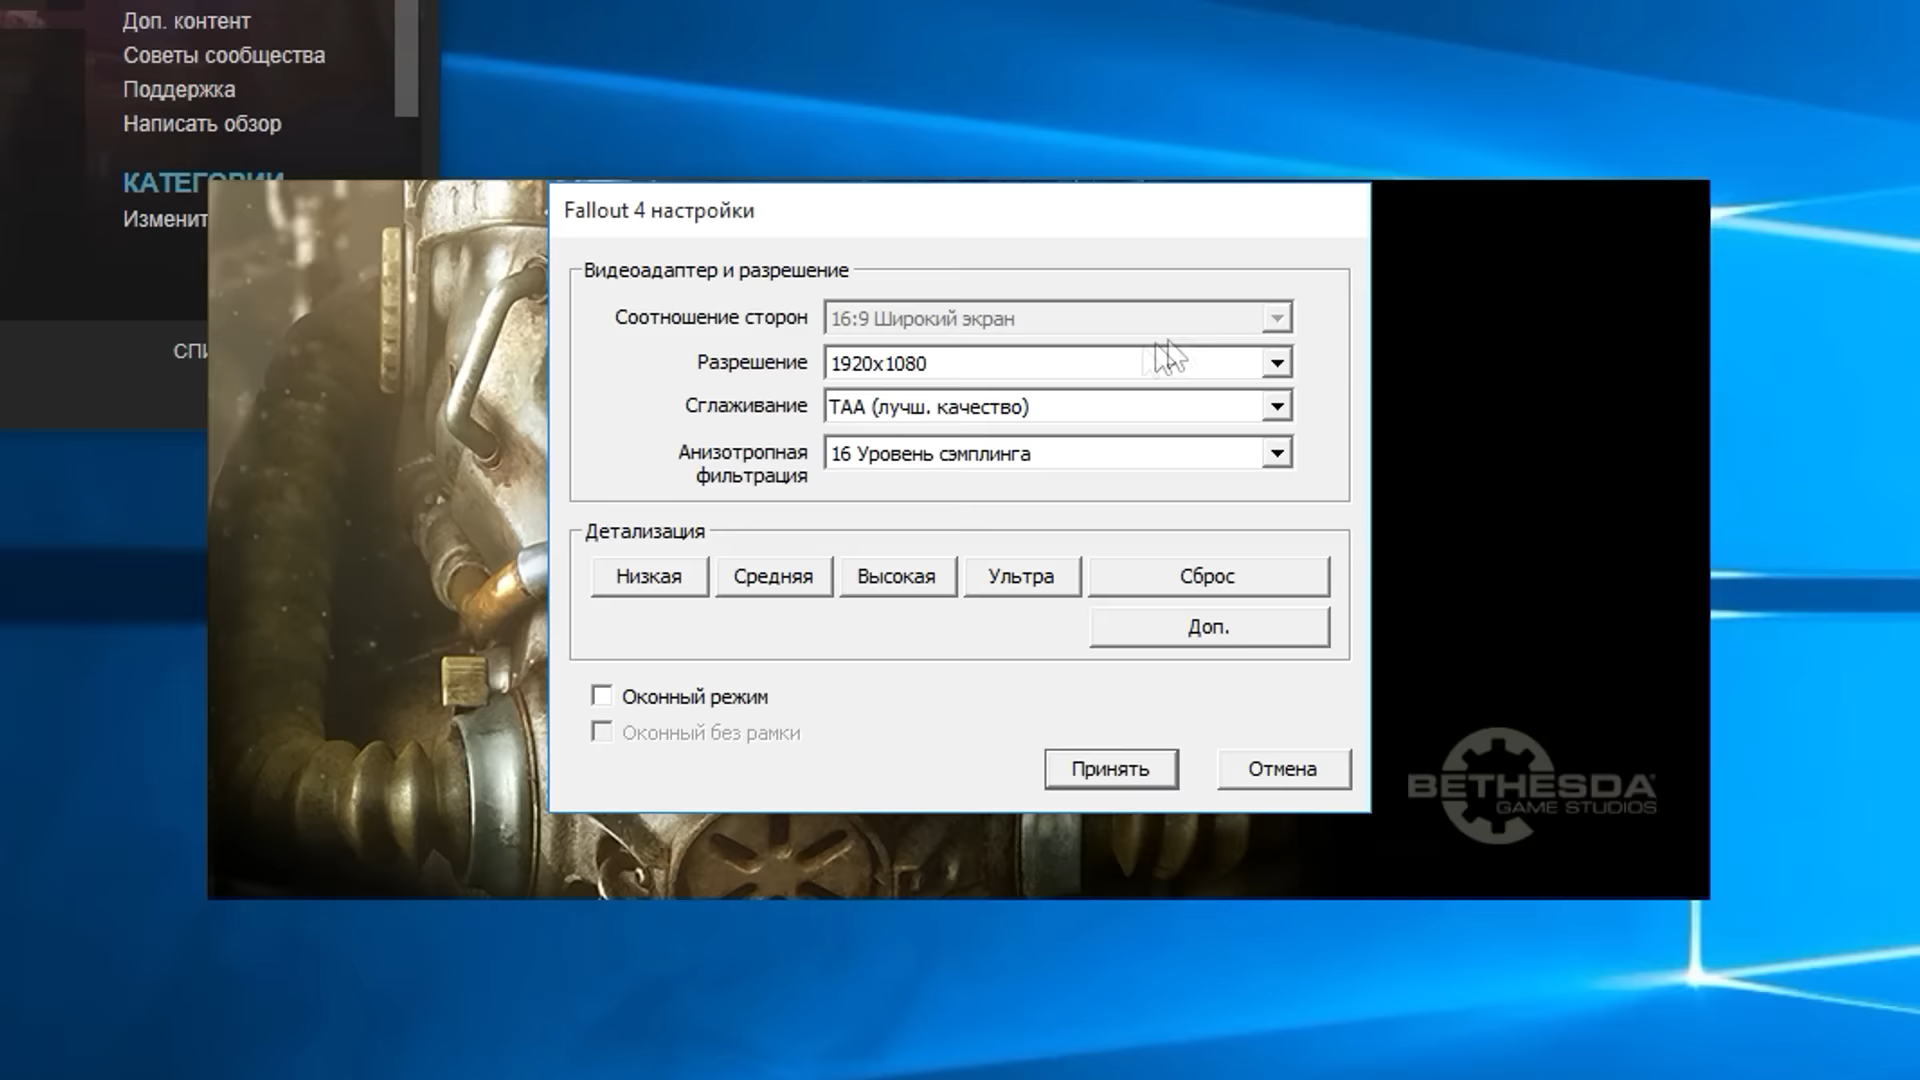 Доп. контент
Советы сообщества
Поддержка
Написать обзор
КАТЕГОРИИ
Изменит
СПИ
Fallout 4 настройки
Видеоадаптер и разрешение
Соотношение сторон
16:9 Широкий экран
Разрешение
1920x1080
Сглаживание
TAA (лучш. качество)
Анизотропная
фильтрация
16 Уровень сэмплинга
Детализация
Низкая
Средняя
Высокая
Ультра
Сброс
Доп.
Оконный режим
Оконный без рамки
Принять
Отмена
BETHESDA
GAME STUDIOS